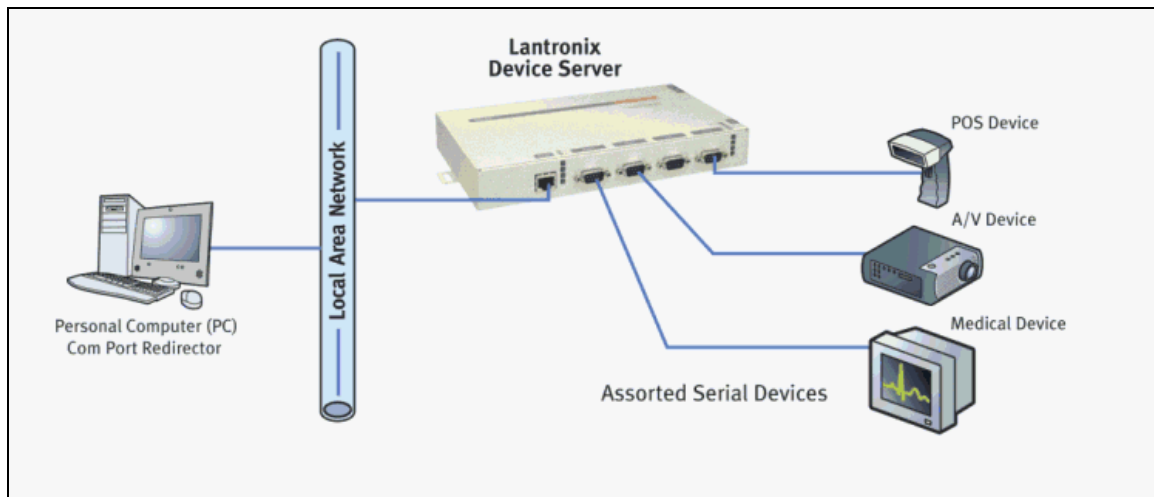 Lantronix
Device Server
POS Device
A/V Device
Local Area Network
Personal Computer (PC)
Com Port Redirector
Medical Device
Assorted Serial Devices